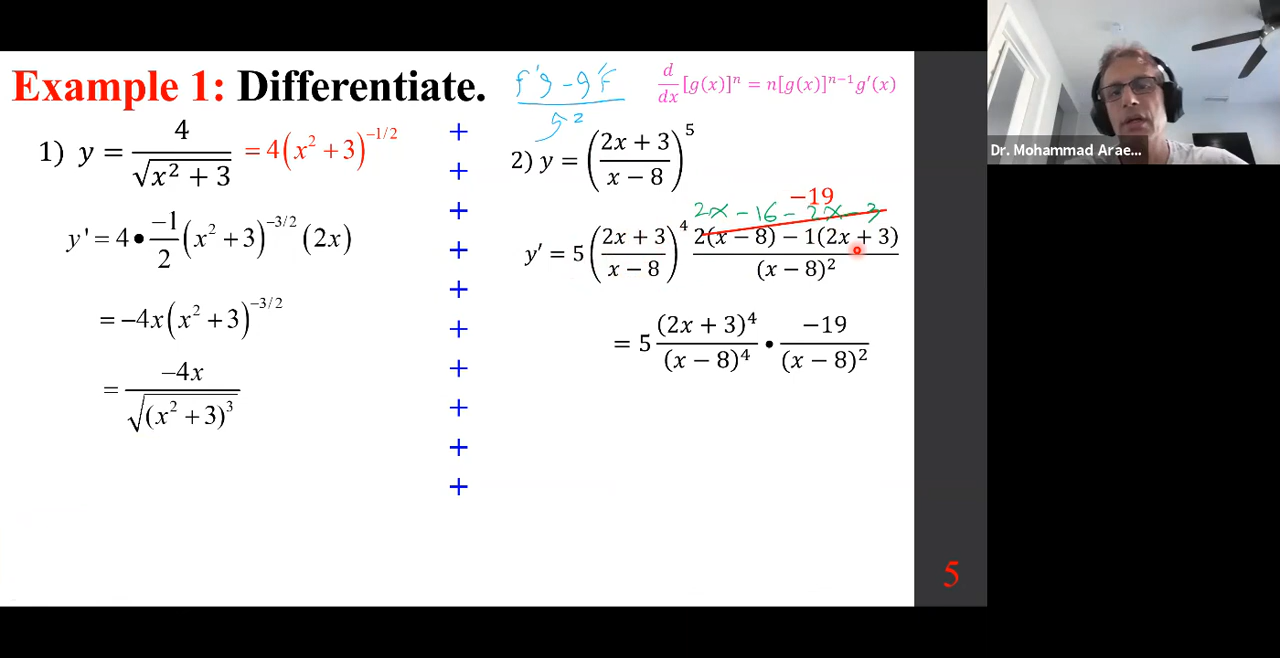 Example 1: Differentiate.
f'g - g'f / g²
d/dx [g(x)]ⁿ = n[g(x)]ⁿ⁻¹g′(x)
1) y = 4/√(x² + 3) = 4(x² + 3)^(-1/2)
y' = 4 • -1/2 (x² + 3)^(-3/2) (2x)
= -4x(x² + 3)^(-3/2)
= -4x/√((x² + 3)³)
+
+
+
+
+
+
+
+
+
+
2) y = ((2x + 3)/(x − 8))⁵
−19
2x − 16 − 2x − 3
y′ = 5((2x + 3)/(x − 8))⁴ (2(x − 8) − 1(2x + 3))/(x − 8)²
= 5 (2x + 3)⁴/(x − 8)⁴ • −19/(x − 8)²
5
Dr. Mohammad Arae...